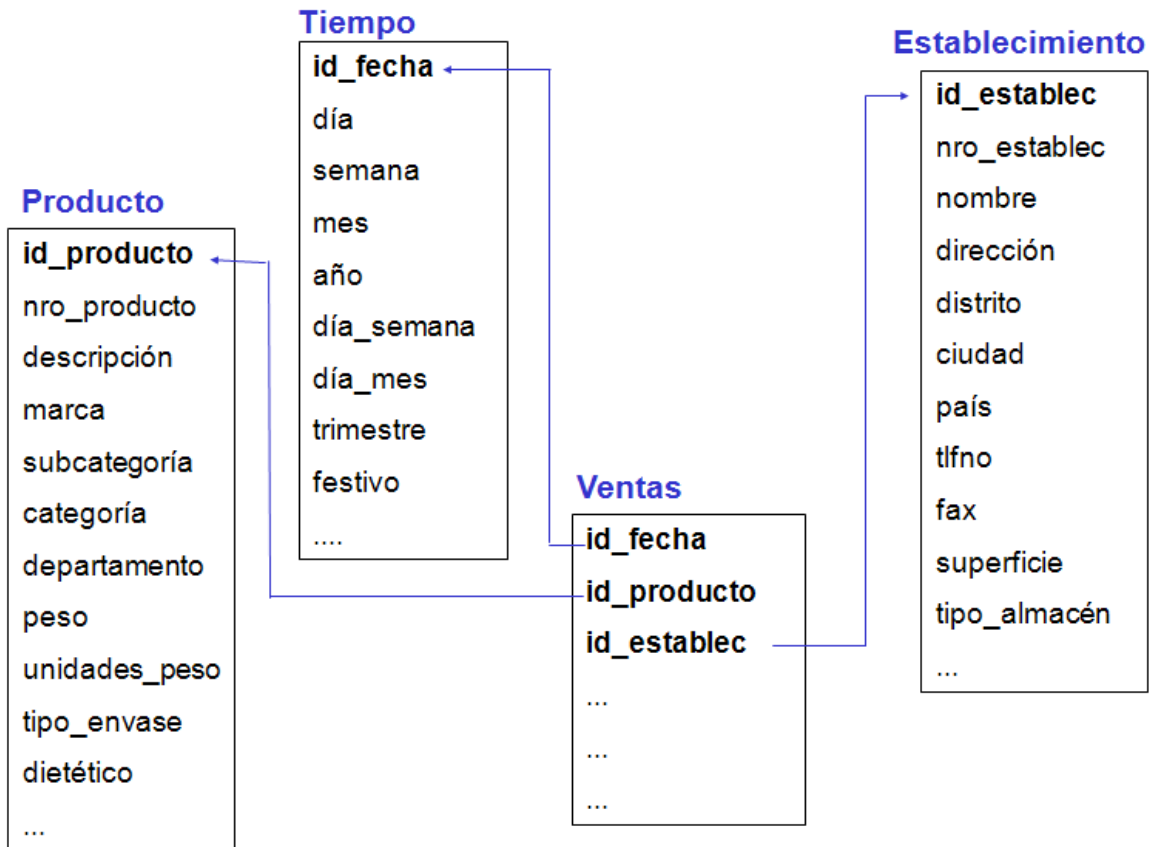 Tiempo
id_fecha
día
semana
mes
año
día_semana
día_mes
trimestre
festivo
....
Establecimiento
id_establec
nro_establec
nombre
dirección
distrito
ciudad
país
tlfno
fax
superficie
tipo_almacén
...
Producto
id_producto
nro_producto
descripción
marca
subcategoría
categoría
departamento
peso
unidades_peso
tipo_envase
dietético
...
Ventas
id_fecha
id_producto
id_establec
...
...
...